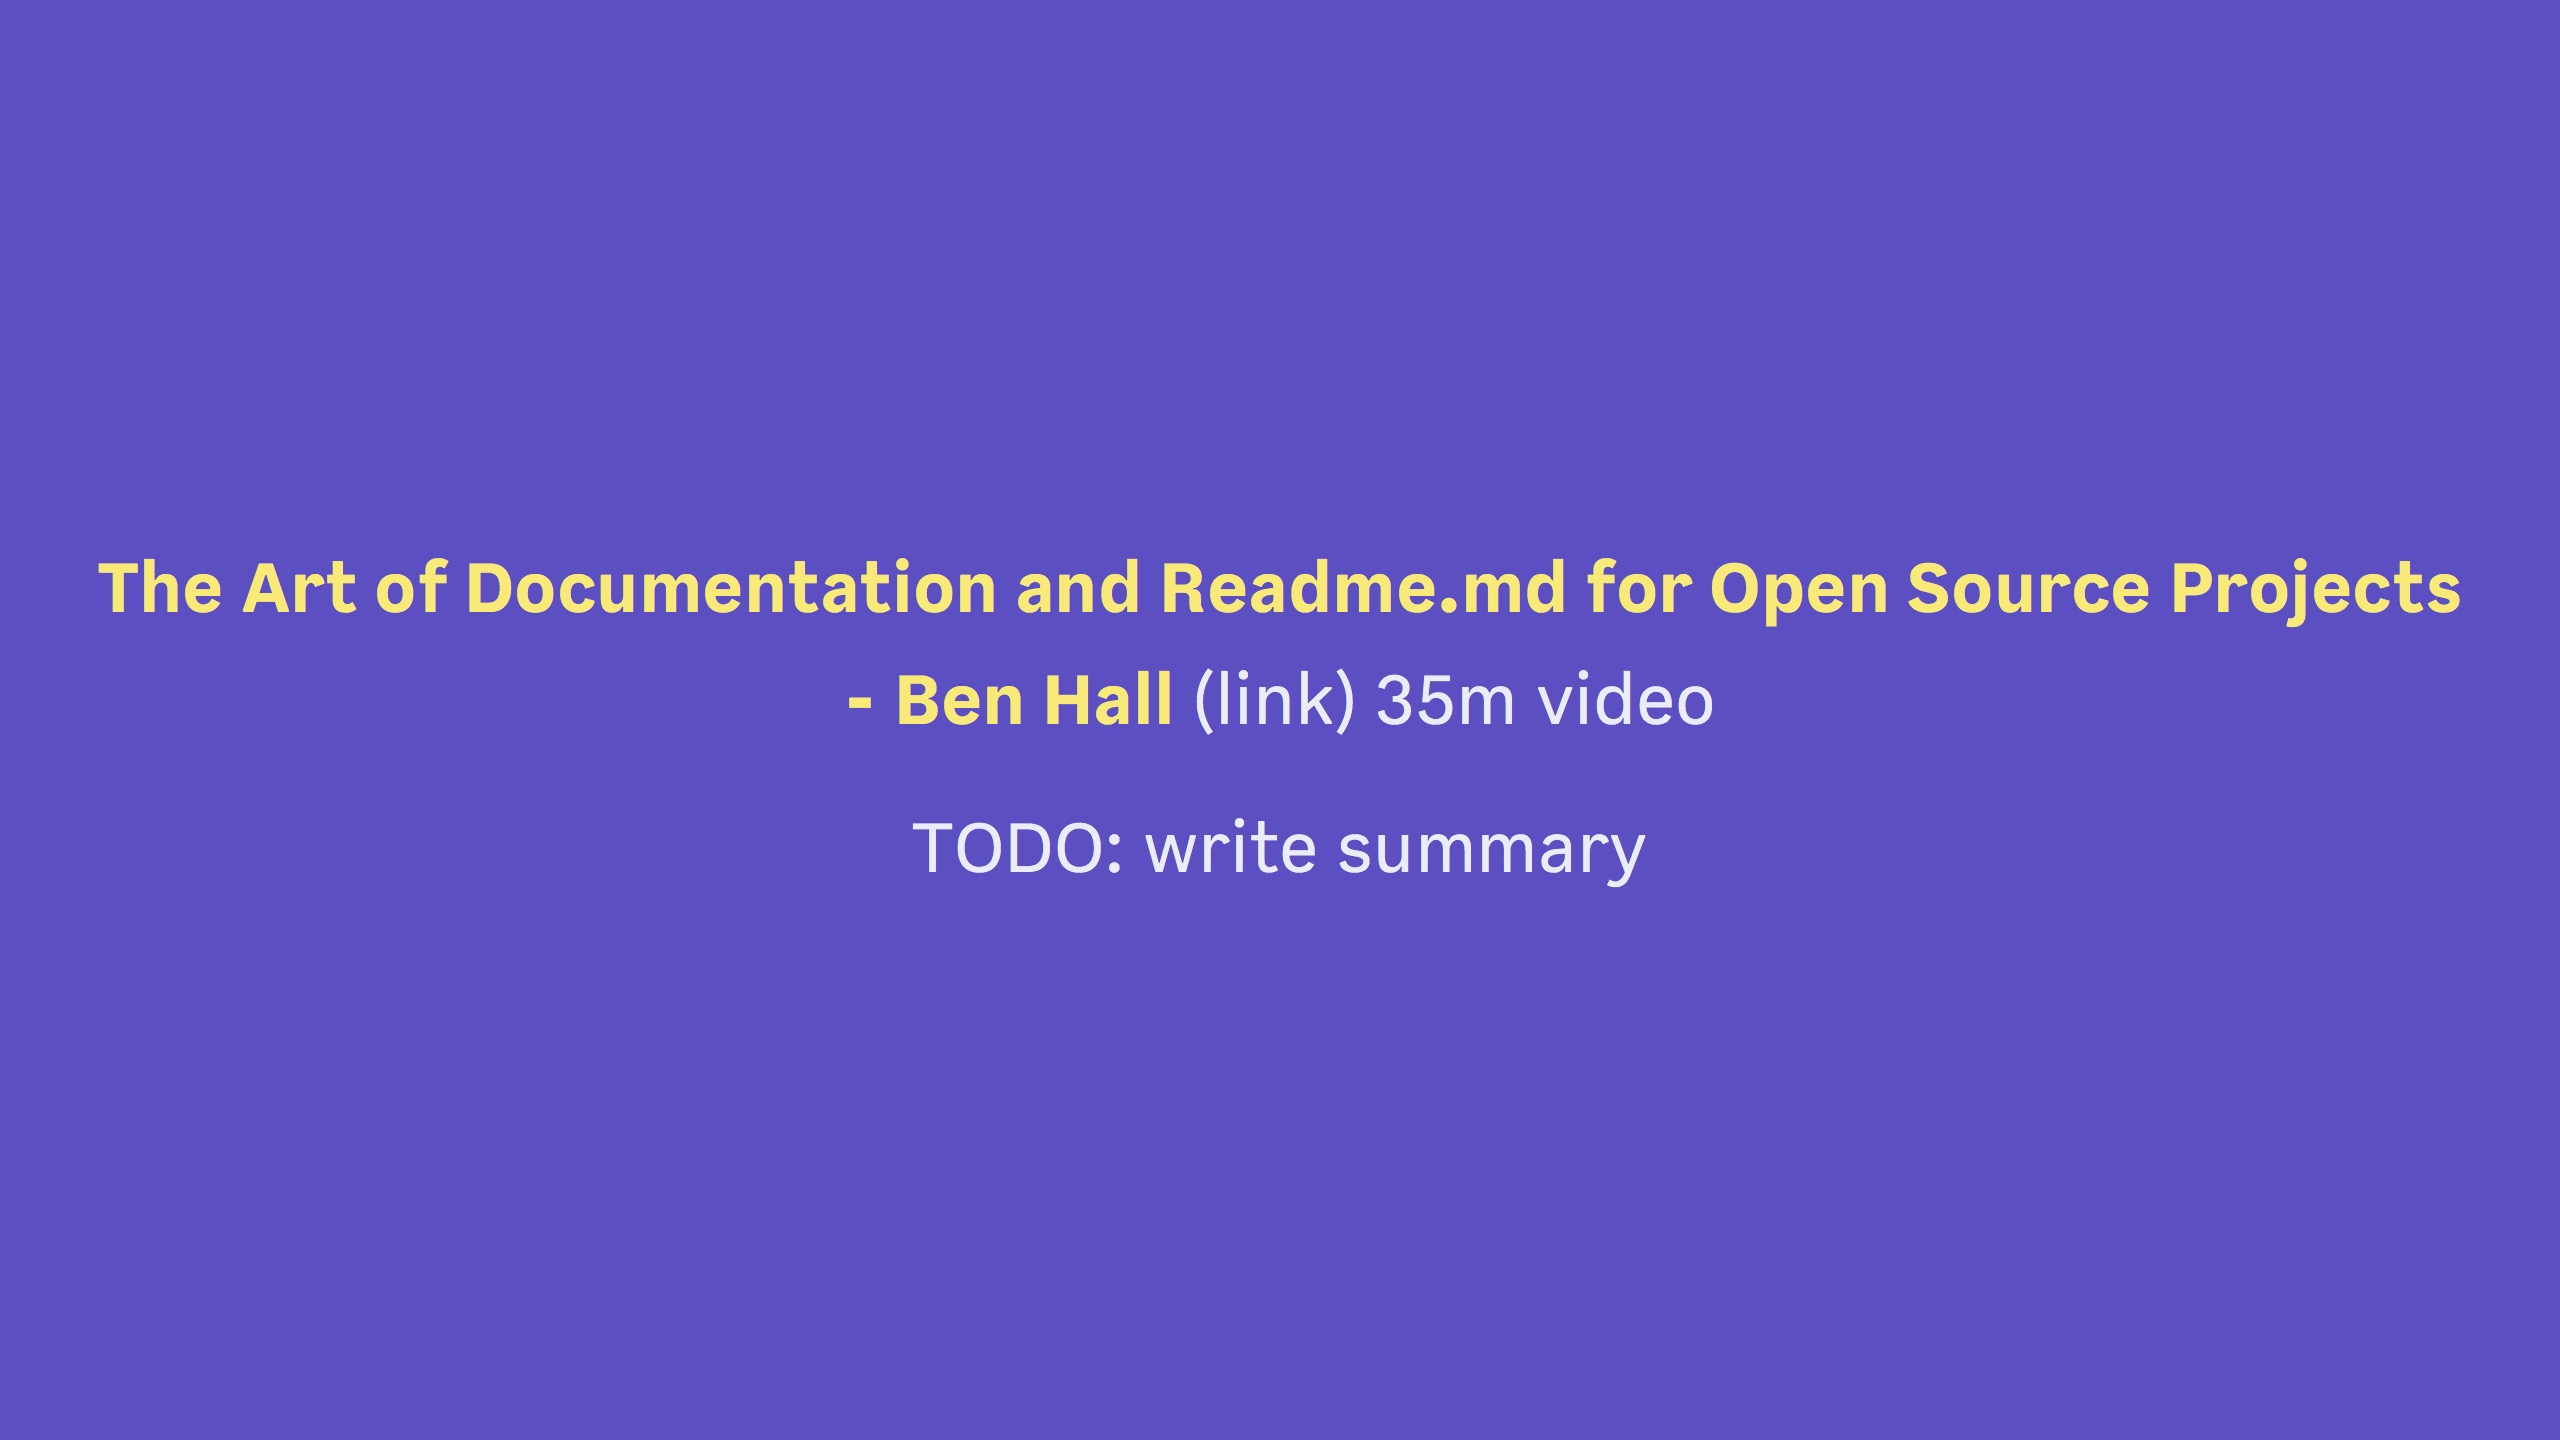 The Art of Documentation and Readme.md for Open Source Projects
- Ben Hall (link) 35m video
TODO: write summary